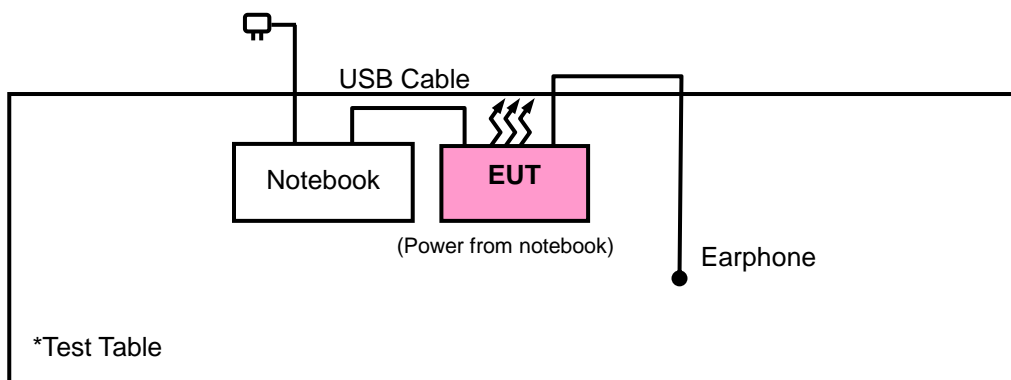 USB Cable
Notebook
EUT
(Power from notebook)
Earphone
*Test Table